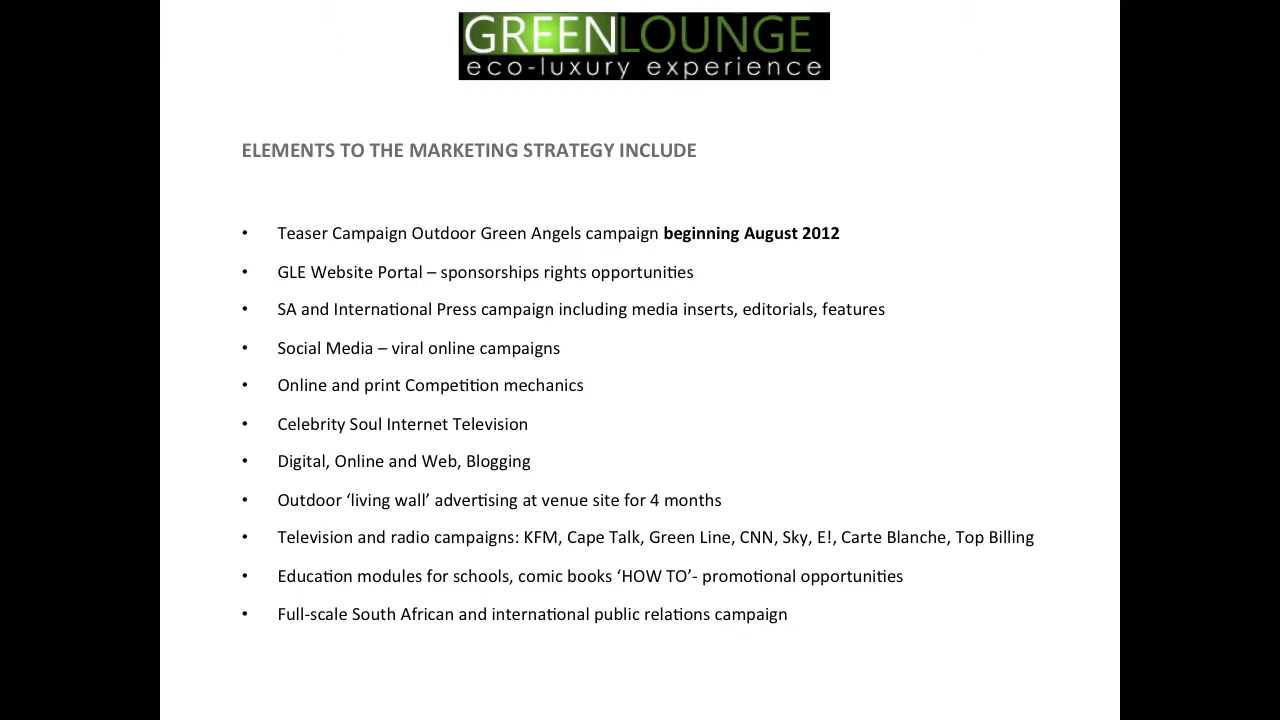 GREENLOUNGE
eco-luxury experience
ELEMENTS TO THE MARKETING STRATEGY INCLUDE
• Teaser Campaign Outdoor Green Angels campaign beginning August 2012
• GLE Website Portal – sponsorships rights opportunities
• SA and International Press campaign including media inserts, editorials, features
• Social Media – viral online campaigns
• Online and print Competition mechanics
• Celebrity Soul Internet Television
• Digital, Online and Web, Blogging
• Outdoor ‘living wall’ advertising at venue site for 4 months
• Television and radio campaigns: KFM, Cape Talk, Green Line, CNN, Sky, E!, Carte Blanche, Top Billing
• Education modules for schools, comic books ‘HOW TO’- promotional opportunities
• Full-scale South African and international public relations campaign